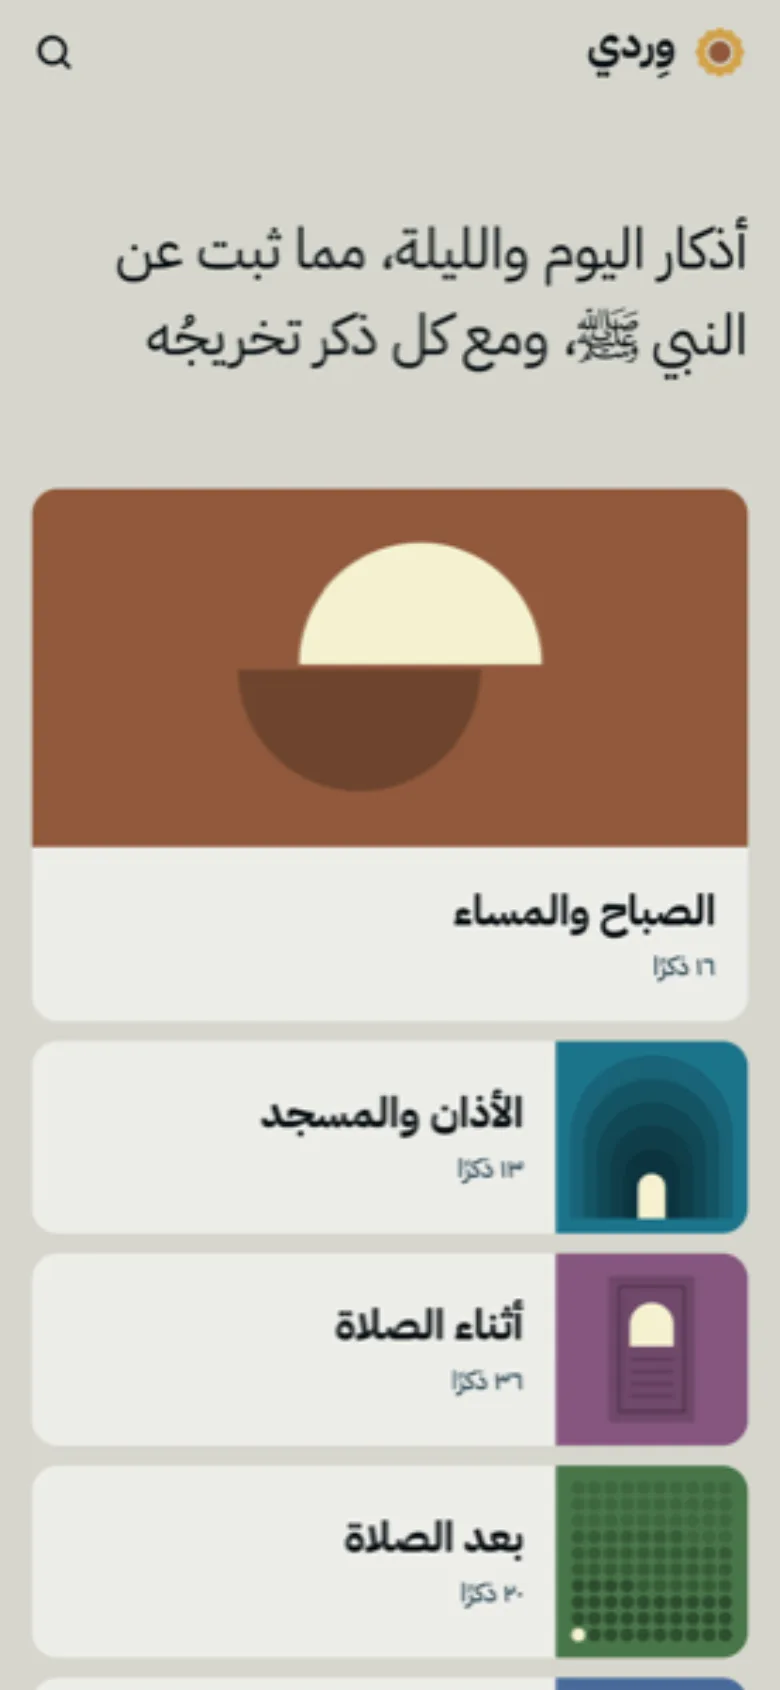 وِردي
أذكار اليوم والليلة، مما ثبت عن
النبي ﷺ، ومع كل ذكر تخريجُه
الصباح والمساء
١٦ ذكرًا
الأذان والمسجد
١٣ ذكرًا
أثناء الصلاة
٣٦ ذكرًا
بعد الصلاة
٢٠ ذكرًا